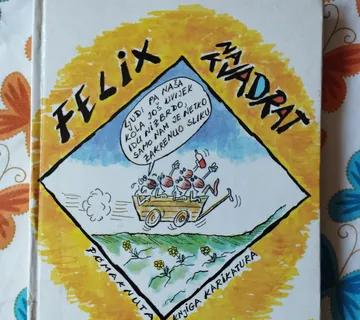 FELIX
NA KVADRAT
LJUDI PA NAŠA
KOLA JOŠ UVIJEK
IDU NIZBRDO,
SAMO NAM JE NETKO
ZAKRENUO SLIKU
POMAKNUTA
KNJIGA KARIKATURA